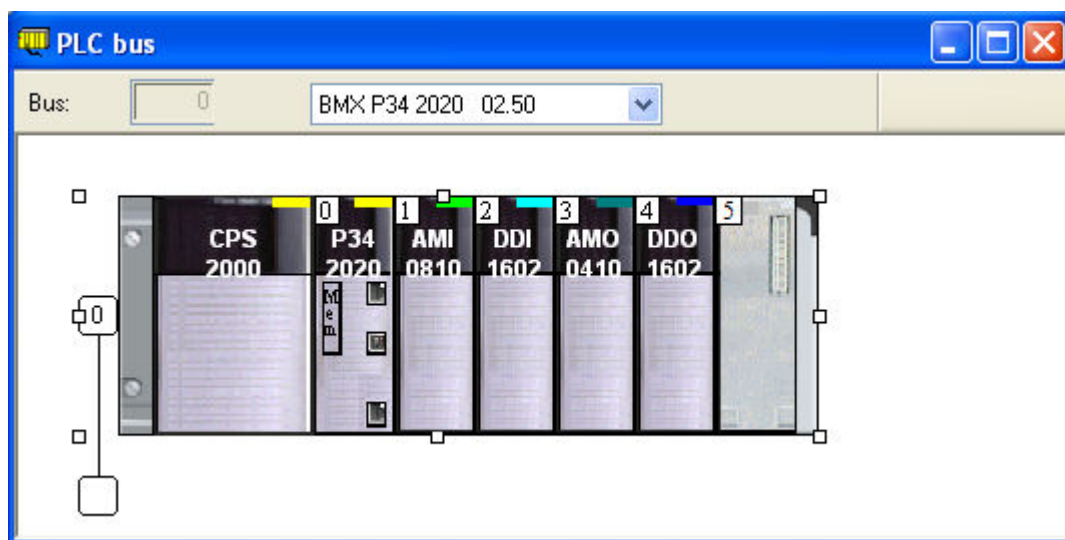 PLC bus
Bus: 0 BMX P34 2020 02.50
0 1 2 3 4 5
CPS P34 AMI DDI AMO DDO
2000 2020 0810 1602 0410 1602
Mem
0